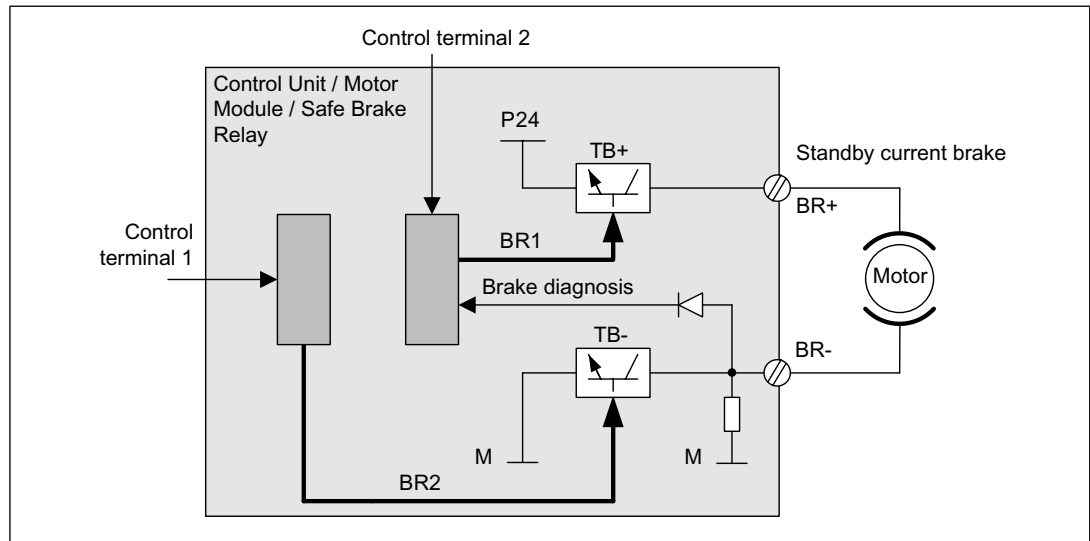 Control terminal 2
Control Unit / Motor
Module / Safe Brake
Relay
P24
TB+
Standby current brake
BR+
Control
terminal 1
BR1
Motor
Brake diagnosis
TB-
BR-
M
M
BR2